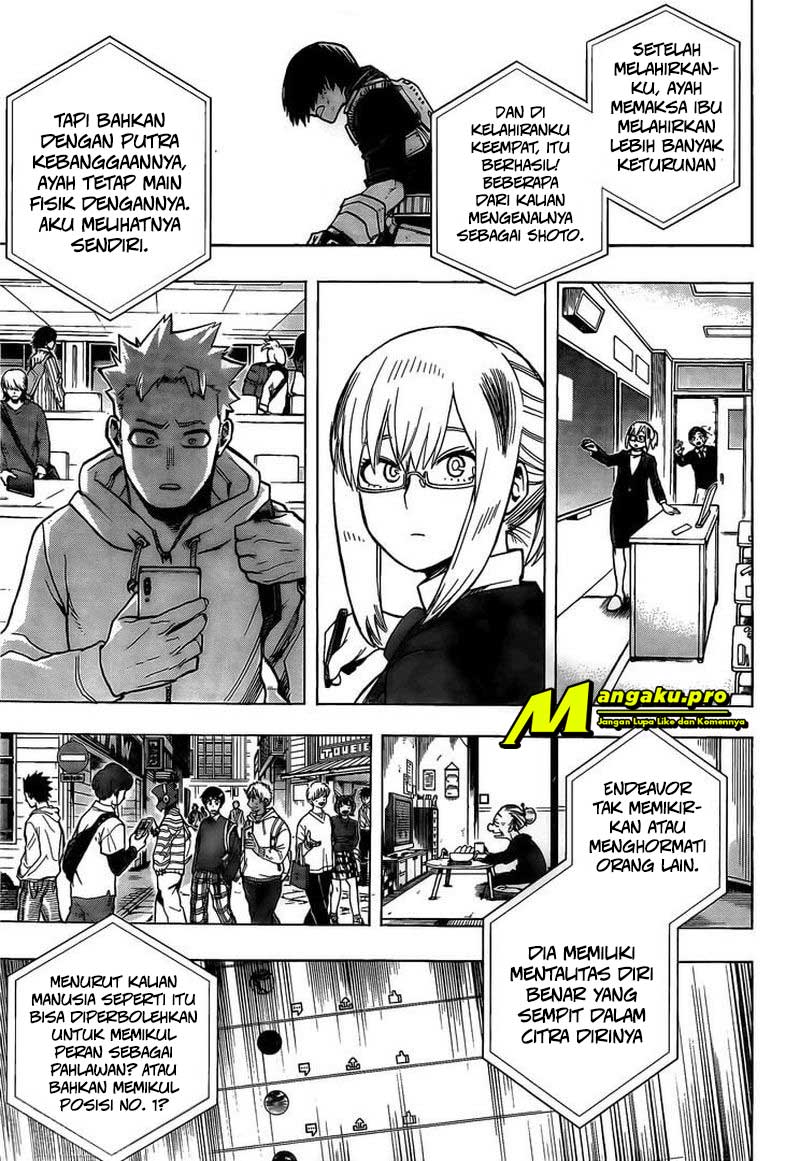 SETELAH
MELAHIRKAN-
KU, AYAH
MEMAKSA IBU
MELAHIRKAN
LEBIH BANYAK
KETURUNAN
DAN DI
KELAHIRANKU
KEEMPAT, ITU
BERHASIL!
BEBERAPA
DARI KALIAN
MENGENALNYA
SEBAGAI SHOTO.
TAPI BAHKAN
DENGAN PUTRA
KEBANGGAANNYA,
AYAH TETAP MAIN
FISIK DENGANNYA.
AKU MELIHATNYA
SENDIRI.
Mangaku.pro
Jangan Lupa Like dan Komennya
ENDEAVOR
TAK MEMIKIR-
KAN ATAU
MENGHORMATI
ORANG LAIN.
DIA MEMILIKI
MENTALITAS DIRI
BENAR YANG
SEMPIT DALAM
CITRA DIRINYA
MENURUT KALIAN
MANUSIA SEPERTI ITU
BISA DIPERBOLEHKAN
UNTUK MEMIKUL
PERAN SEBAGAI
PAHLAWAN? ATAU
BAHKAN MEMIKUL
POSISI NO. 1?